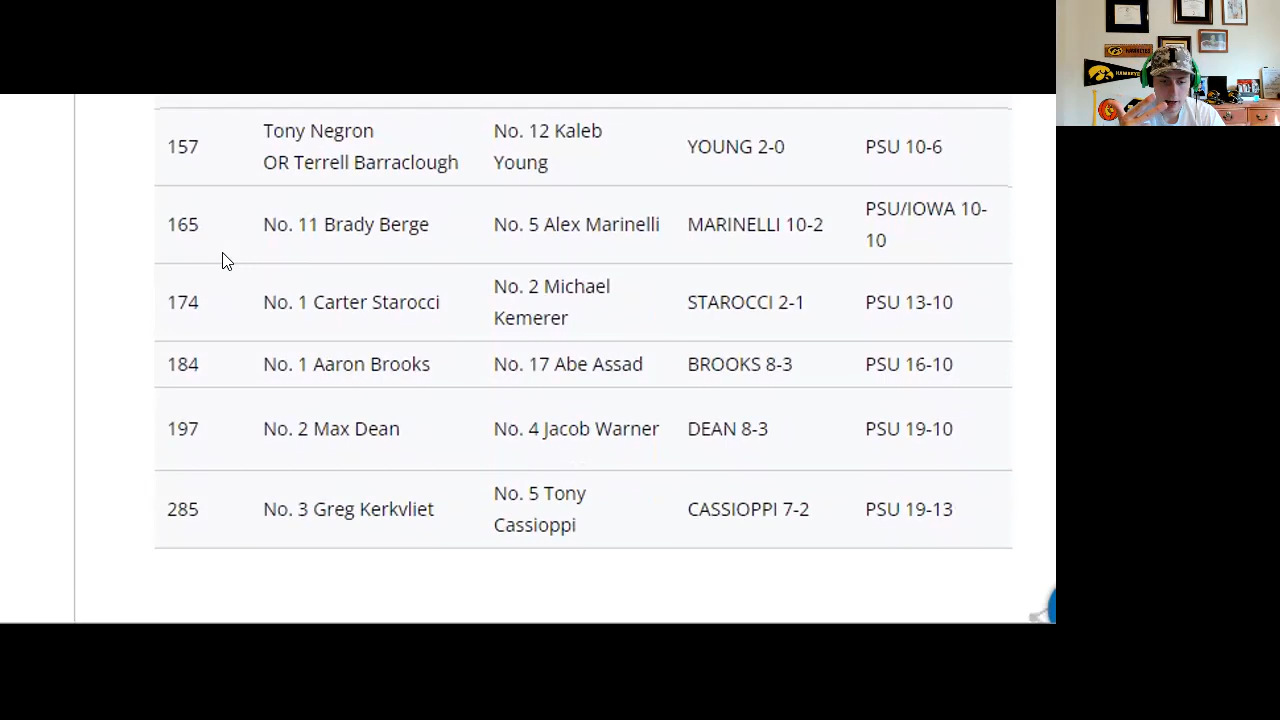 157
Tony Negron
OR Terrell Barraclough
No. 12 Kaleb
Young
YOUNG 2-0
PSU 10-6
165
No. 11 Brady Berge
No. 5 Alex Marinelli
MARINELLI 10-2
PSU/IOWA 10-
10
174
No. 1 Carter Starocci
No. 2 Michael
Kemerer
STAROCCI 2-1
PSU 13-10
184
No. 1 Aaron Brooks
No. 17 Abe Assad
BROOKS 8-3
PSU 16-10
197
No. 2 Max Dean
No. 4 Jacob Warner
DEAN 8-3
PSU 19-10
285
No. 3 Greg Kerkvliet
No. 5 Tony
Cassioppi
CASSIOPPI 7-2
PSU 19-13
HAWKEYES